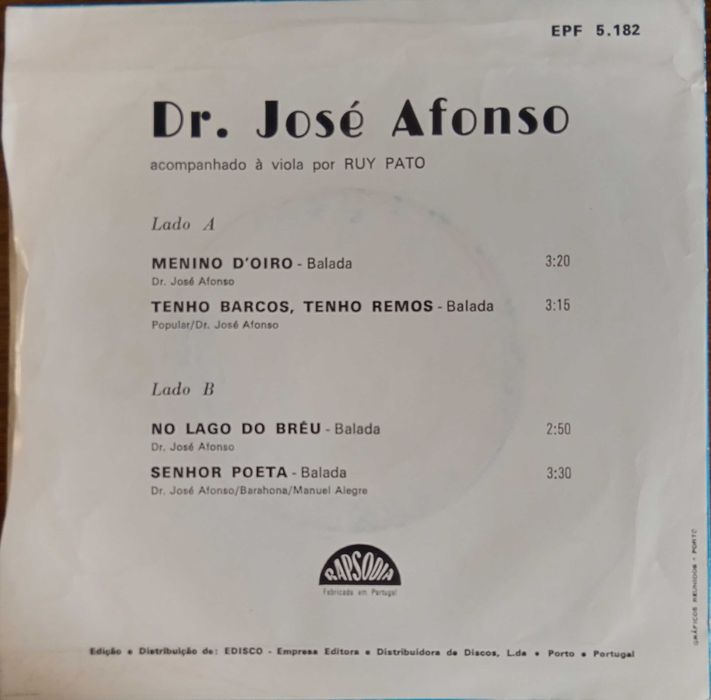 EPF 5.182
Dr. José Afonso
acompanhado à viola por RUY PATO
Lado A
MENINO D'OIRO - Balada 3:20
Dr. José Afonso
TENHO BARCOS, TENHO REMOS - Balada 3:15
Popular/Dr. José Afonso
Lado B
NO LAGO DO BRÊU - Balada 2:50
Dr. José Afonso
SENHOR POETA - Balada 3:30
Dr. José Afonso/Barahona/Manuel Alegre
RAPSODIA
Fabricado em Portugal
GRÁFICOS REUNIDOS - PORTO
Edição e Distribuição de: EDISCO - Empresa Editora e Distribuidora de Discos, L.da • Porto • Portugal